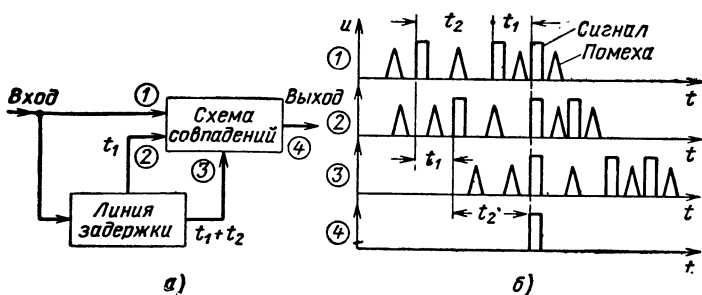 Вход
①
Схема
совпадений
Выход
④
t₁
②
③
Линия
задержки
t₁+t₂
а)
u
t₂
t₁
Сигнал
Помеха
①
t
②
t
t₁
③
t
t₂
④
t
б)